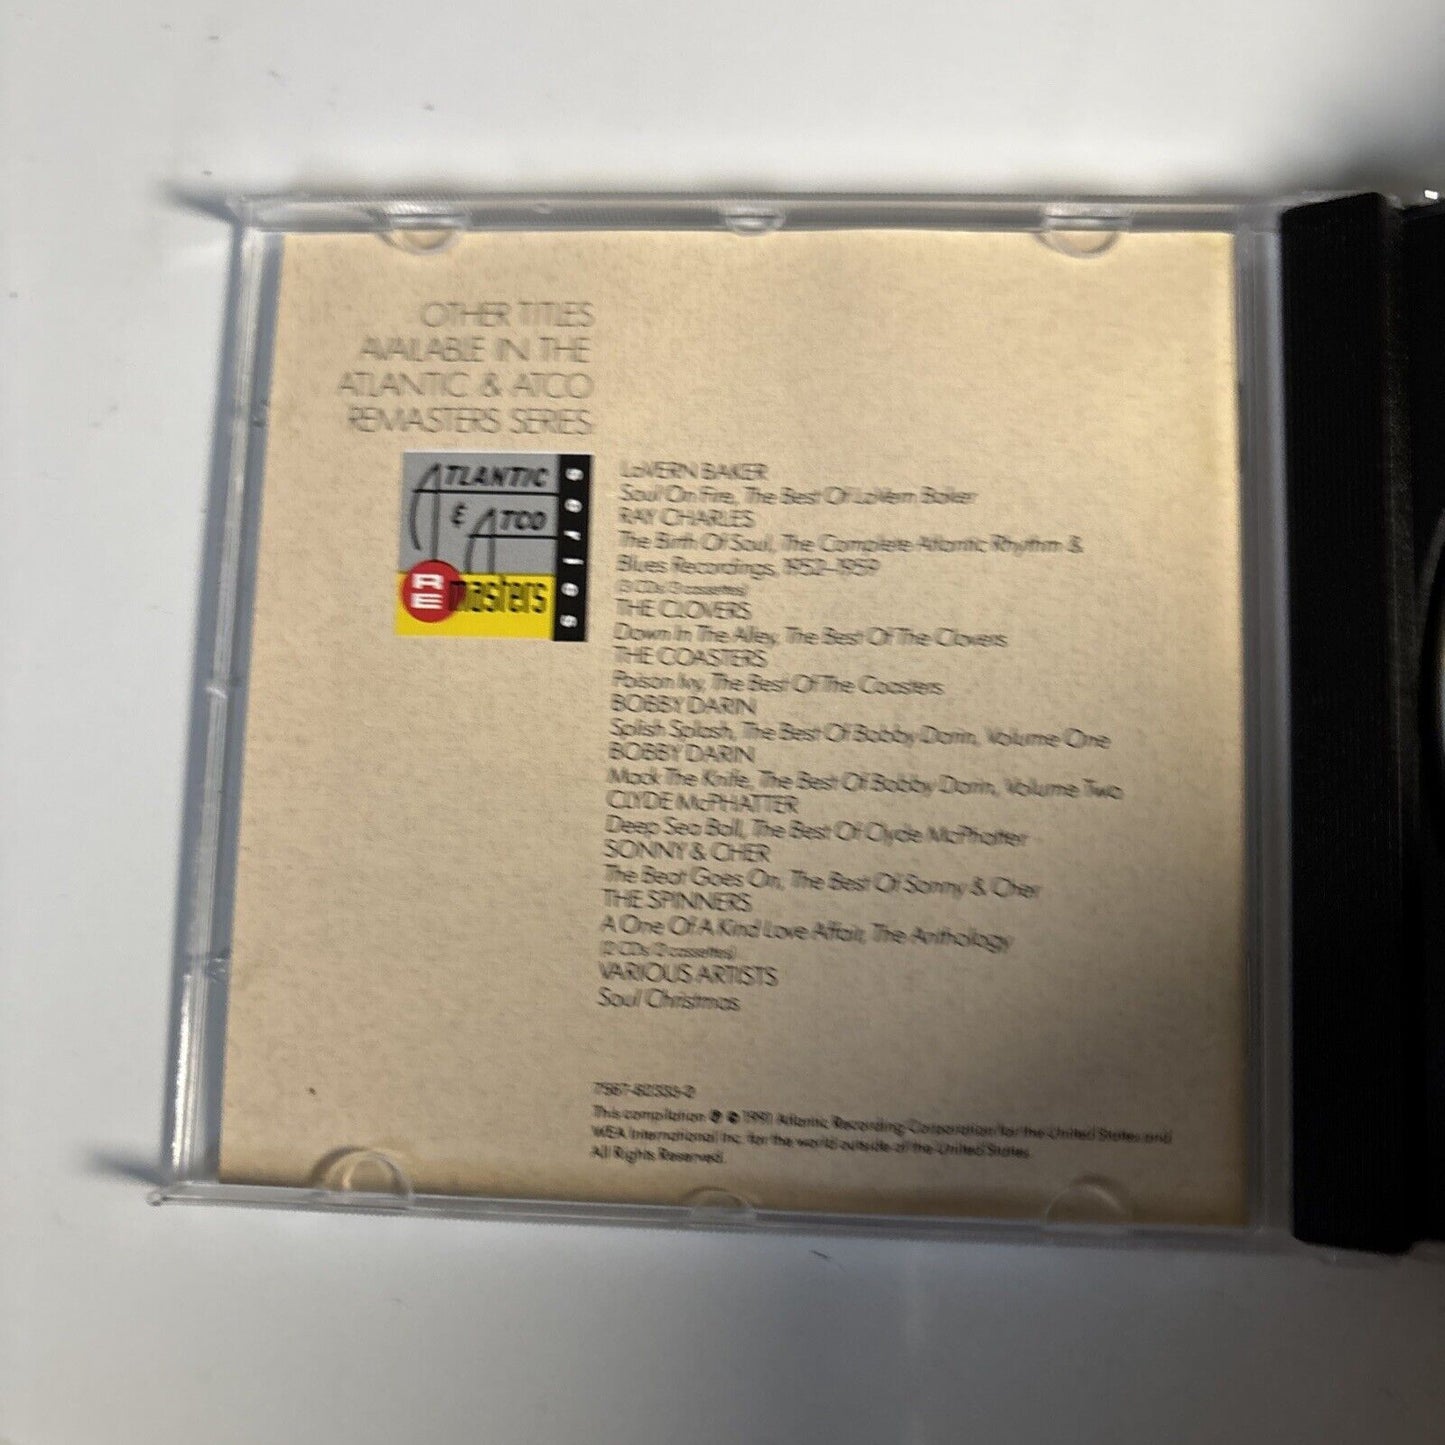 OTHER TITLES
AVAILABLE IN THE
ATLANTIC & ATCO
REMASTERS SERIES
ATLANTIC
& ATCO
REmasters
series
LaVERN BAKER
Soul On Fire, The Best Of LaVern Baker
RAY CHARLES
The Birth Of Soul, The Complete Atlantic Rhythm &
Blues Recordings, 1952-1959
(3 CDs/3 cassettes)
THE CLOVERS
Down In The Alley, The Best Of The Clovers
THE COASTERS
Poison Ivy, The Best Of The Coasters
BOBBY DARIN
Splish Splash, The Best Of Bobby Darin, Volume One
BOBBY DARIN
Mack The Knife, The Best Of Bobby Darin, Volume Two
CLYDE McPHATTER
Deep Sea Ball, The Best Of Clyde McPhatter
SONNY & CHER
The Beat Goes On, The Best Of Sonny & Cher
THE SPINNERS
A One Of A Kind Love Affair, The Anthology
(2 CDs/2 cassettes)
VARIOUS ARTISTS
Soul Christmas
This compilation ℗ © 1991 Atlantic Recording Corporation for the United States and
WEA International Inc. for the world outside of the United States.
All Rights Reserved.